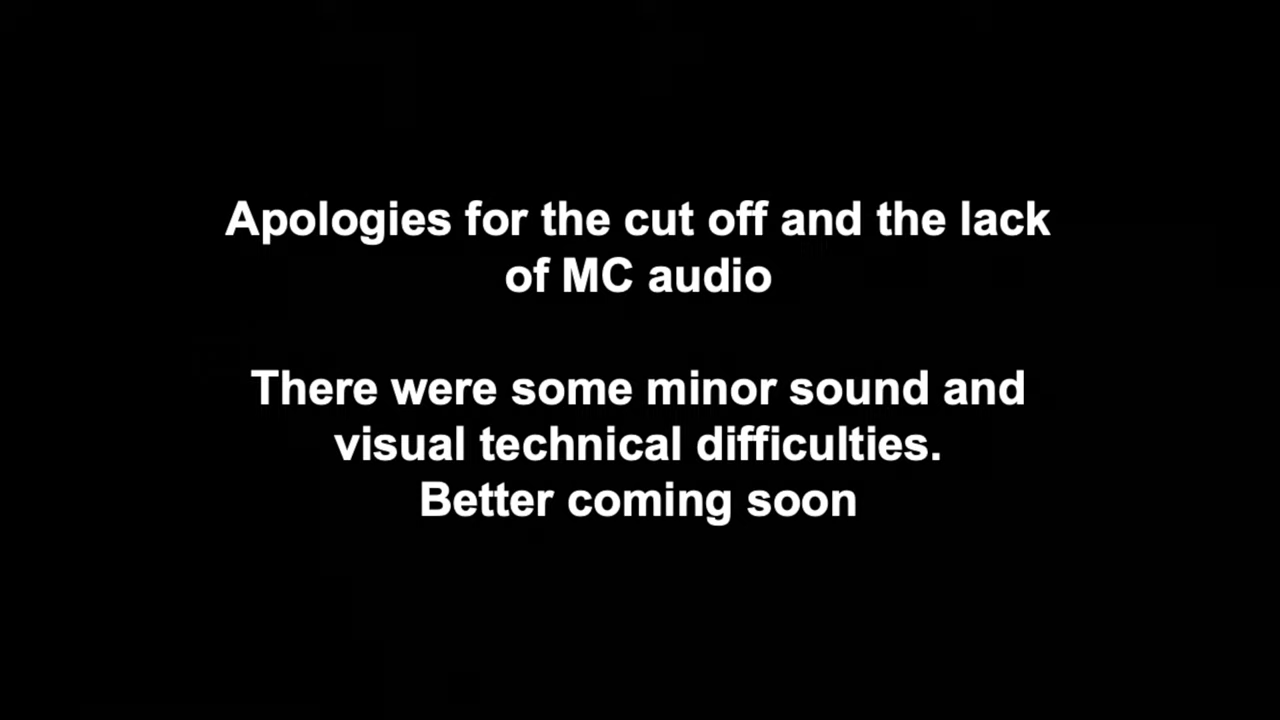 Apologies for the cut off and the lack
of MC audio
There were some minor sound and
visual technical difficulties.
Better coming soon